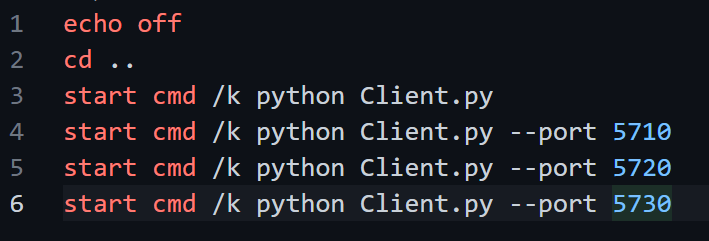 1 echo off
2 cd ..
3 start cmd /k python Client.py
4 start cmd /k python Client.py --port 5710
5 start cmd /k python Client.py --port 5720
6 start cmd /k python Client.py --port 5730